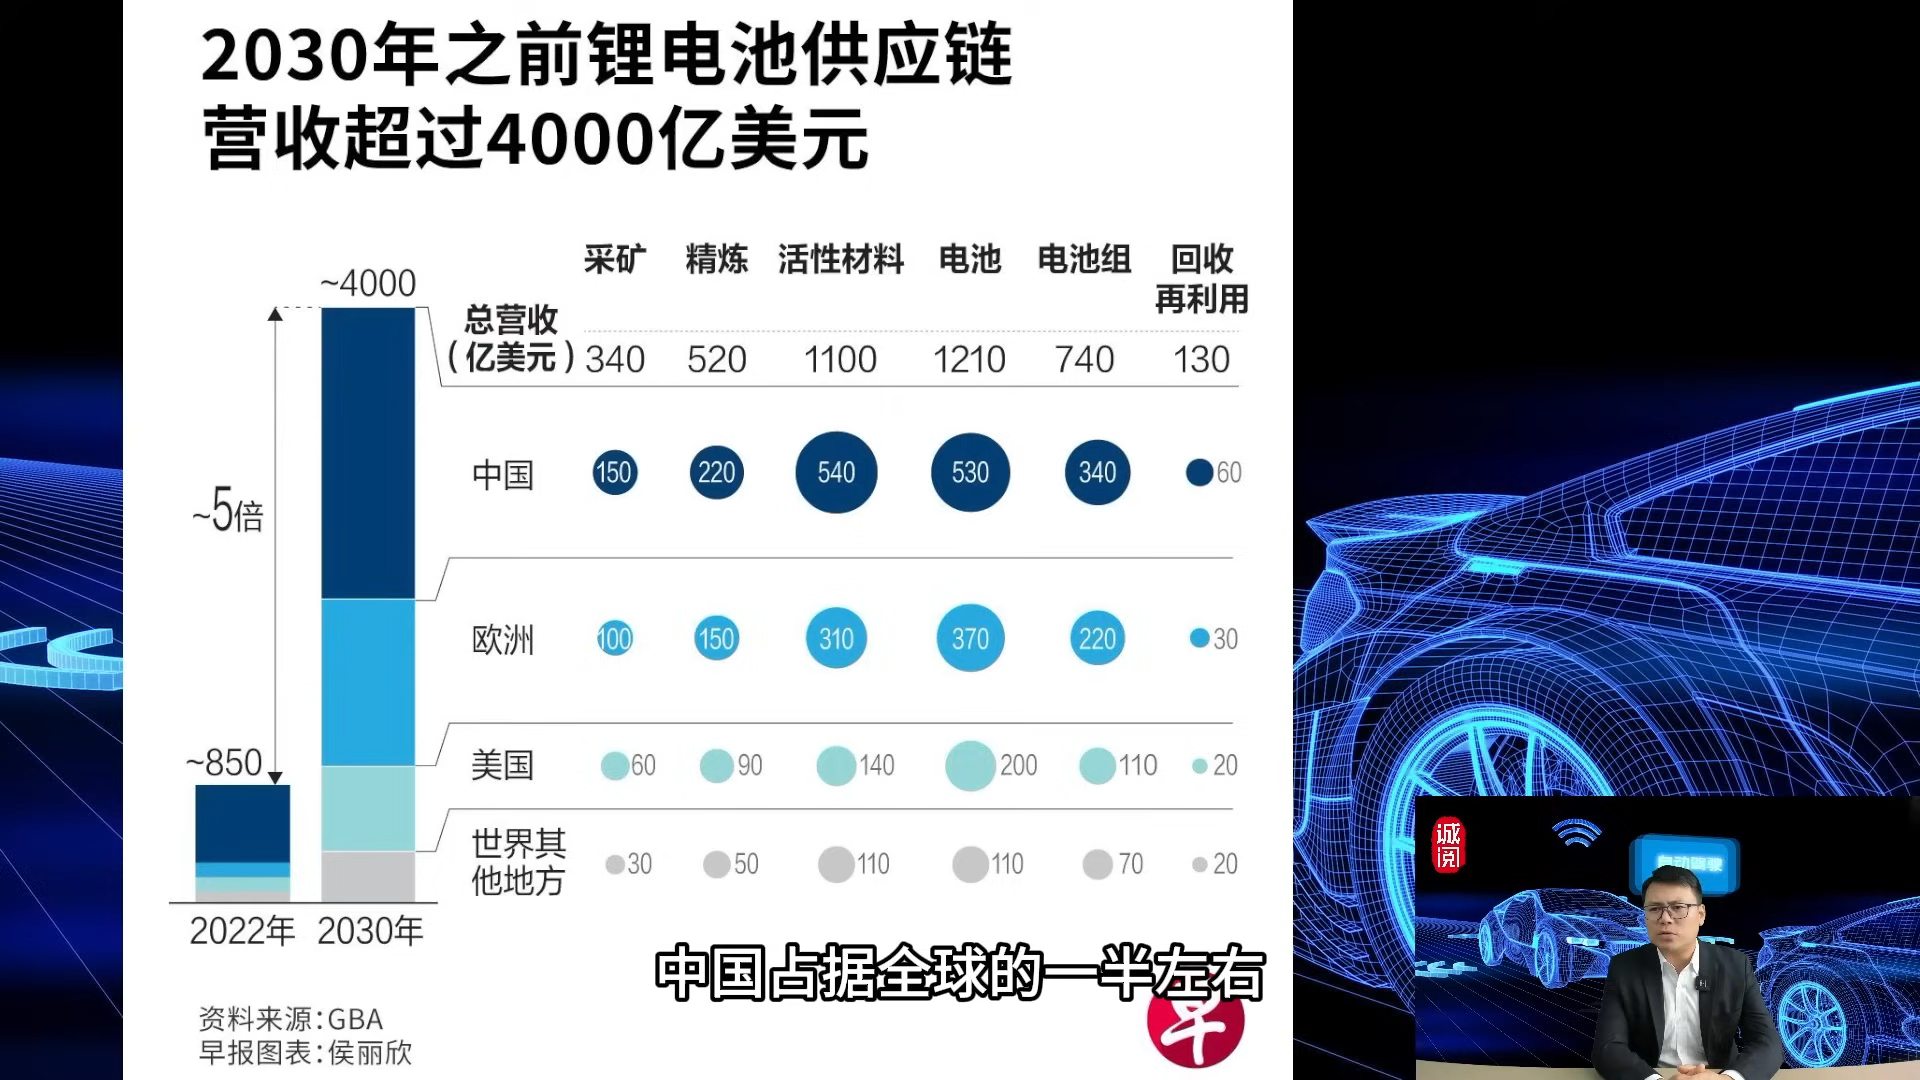 2030年之前锂电池供应链
营收超过4000亿美元
采矿 精炼 活性材料 电池 电池组 回收
再利用
~4000
总营收
(亿美元) 340 520 1100 1210 740 130
中国 150 220 540 530 340 60
~5倍
欧洲 100 150 310 370 220 30
~850
美国 60 90 140 200 110 20
世界其
他地方 30 50 110 110 70 20
2022年 2030年
中国占据全球的一半左右
资料来源:GBA
早报图表:侯丽欣
早
诚
阅
自动驾驶